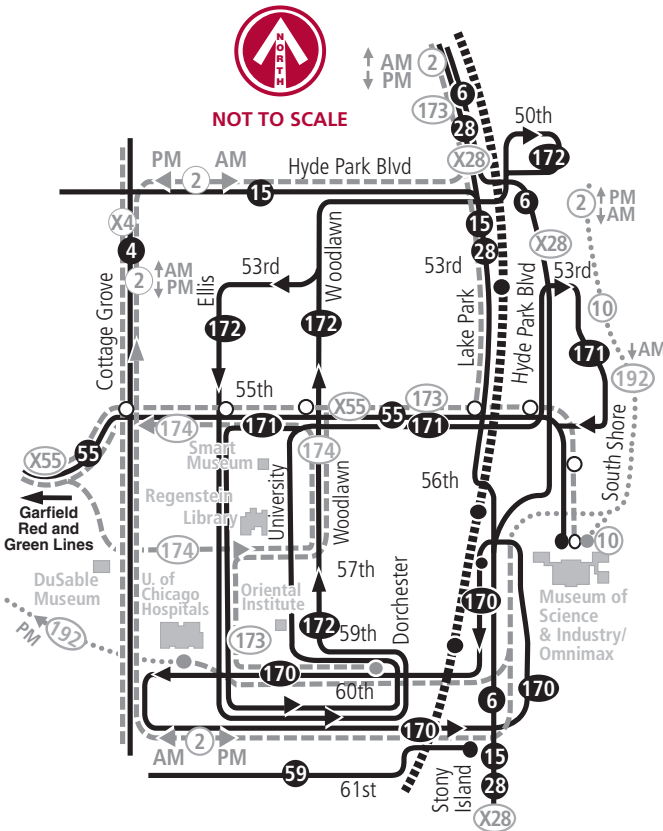 NORTH
NOT TO SCALE
AM
PM
2
6
173
28
X28
50th
172
PM AM
2
Hyde Park Blvd
15
6
2
PM
AM
X4
4
2
AM
PM
53rd
Ellis
Woodlawn
15
28
53rd
X28
53rd
10
172
172
Lake Park
Hyde Park Blvd
171
AM
192
Cottage Grove
55th
X55
173
55
174
171
171
174
South Shore
X55
55
Smart
Museum
Garfield
Red and
Green Lines
Regenstein
Library
University
Woodlawn
56th
174
10
DuSable
Museum
U. of
Chicago
Hospitals
Oriental
Institute
57th
Dorchester
170
Museum of
Science
& Industry/
Omnimax
PM
192
173
172
59th
170
60th
6
170
2
AM PM
170
59
61st
Stony
Island
15
28
X28